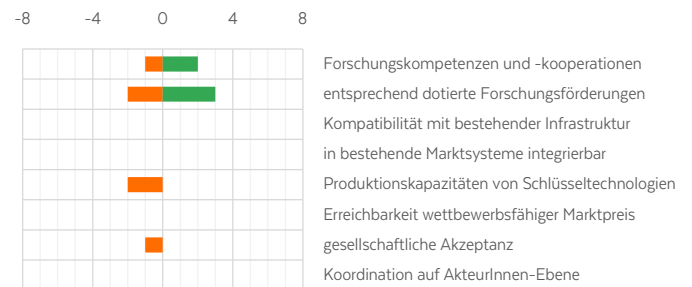 -8 -4 0 4 8
Forschungskompetenzen und -kooperationen
entsprechend dotierte Forschungsförderungen
Kompatibilität mit bestehender Infrastruktur
in bestehende Marktsysteme integrierbar
Produktionskapazitäten von Schlüsseltechnologien
Erreichbarkeit wettbewerbsfähiger Marktpreis
gesellschaftliche Akzeptanz
Koordination auf AkteurInnen-Ebene